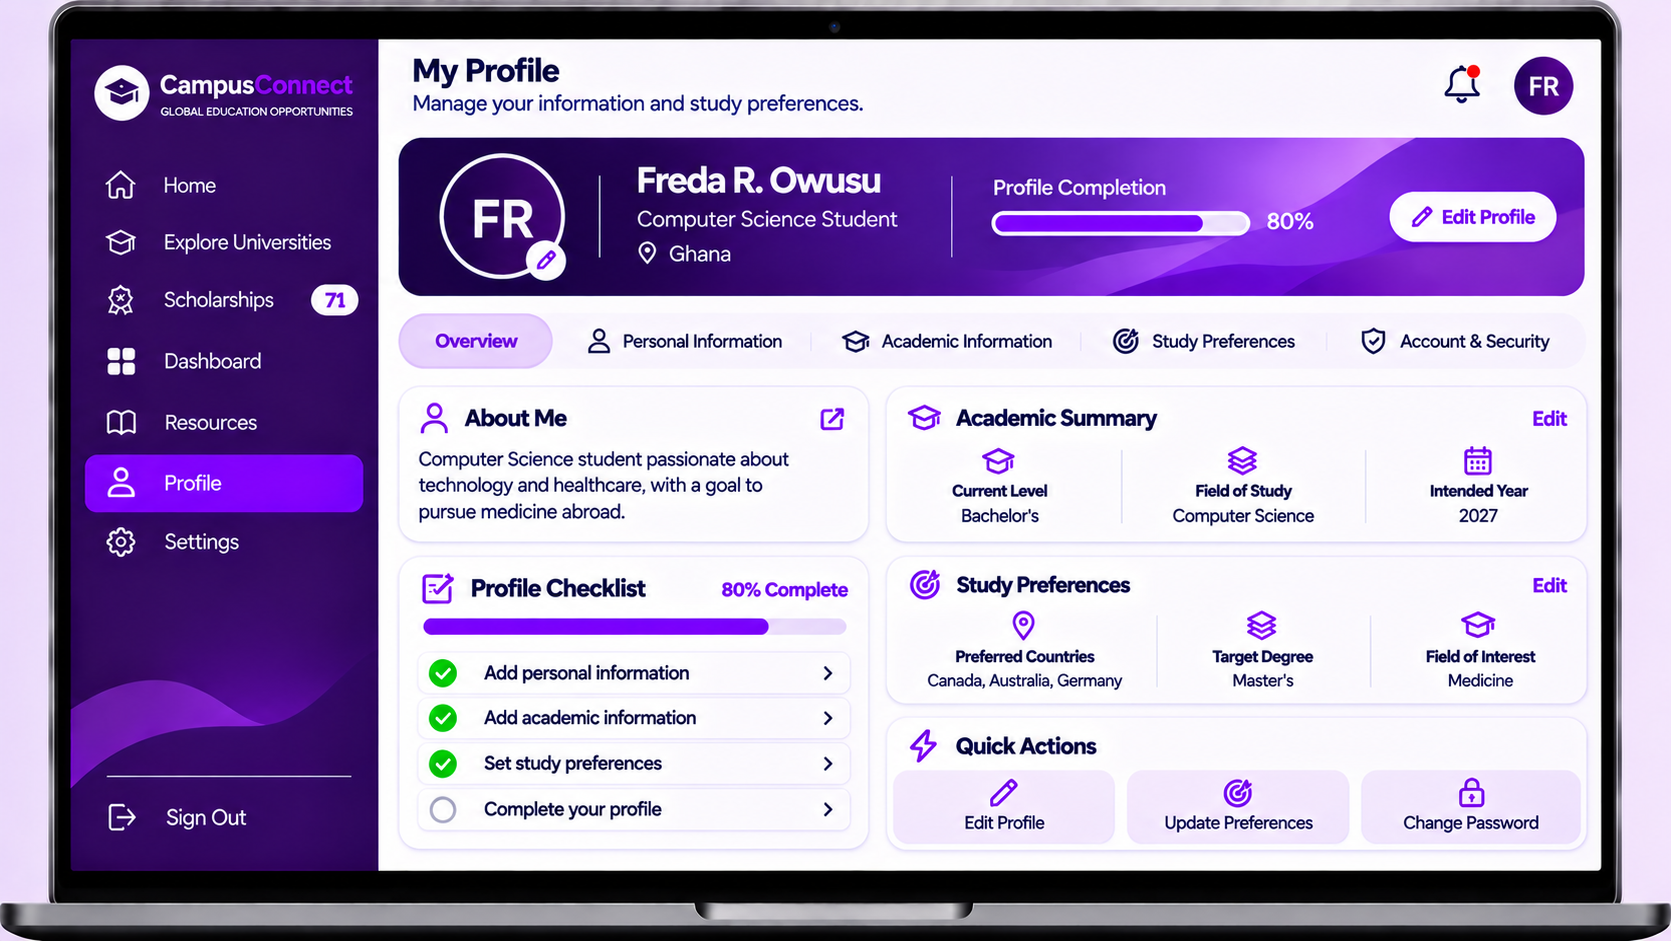 CampusConnect
GLOBAL EDUCATION OPPORTUNITIES
Home
Explore Universities
Scholarships 71
Dashboard
Resources
Profile
Settings
Sign Out
My Profile
Manage your information and study preferences.
FR
FR
Freda R. Owusu
Computer Science Student
Ghana
Profile Completion
80%
Edit Profile
Overview
Personal Information
Academic Information
Study Preferences
Account & Security
About Me
Computer Science student passionate about
technology and healthcare, with a goal to
pursue medicine abroad.
Profile Checklist 80% Complete
Add personal information
Add academic information
Set study preferences
Complete your profile
Academic Summary Edit
Current Level
Bachelor's
Field of Study
Computer Science
Intended Year
2027
Study Preferences Edit
Preferred Countries
Canada, Australia, Germany
Target Degree
Master's
Field of Interest
Medicine
Quick Actions
Edit Profile
Update Preferences
Change Password